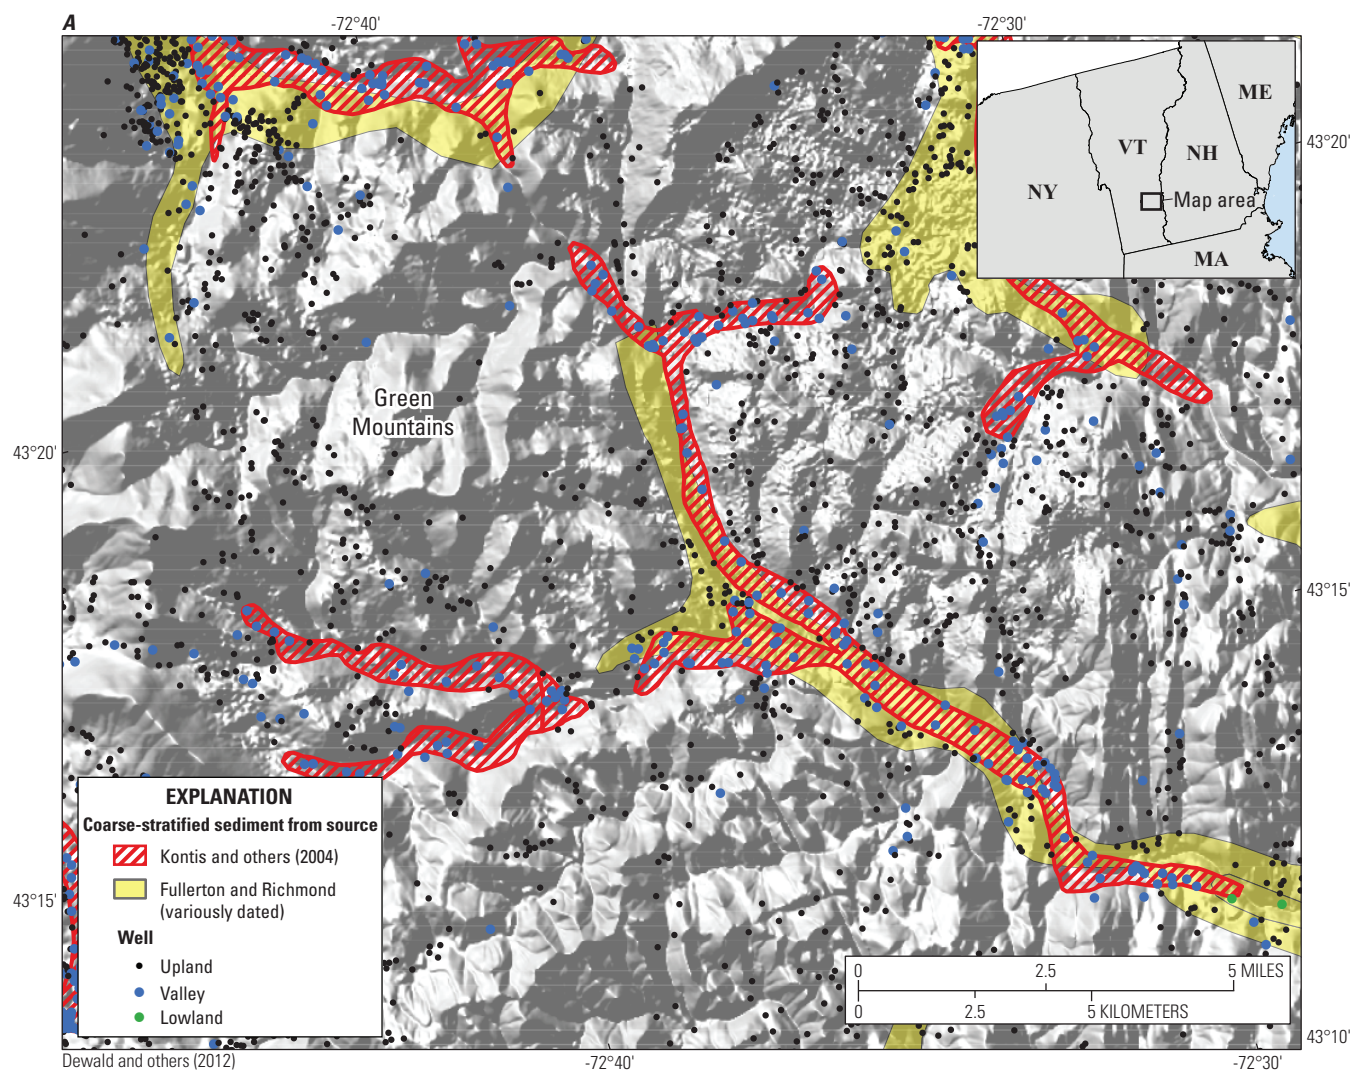 A
-72°40'
-72°30'
ME
VT
NH
NY
Map area
MA
43°20'
Green
Mountains
43°20'
43°15'
EXPLANATION
Coarse-stratified sediment from source
Kontis and others (2004)
Fullerton and Richmond
(variously dated)
Well
Upland
Valley
Lowland
43°15'
0 2.5 5 MILES
0 2.5 5 KILOMETERS
43°10'
Dewald and others (2012)
-72°40'
-72°30'